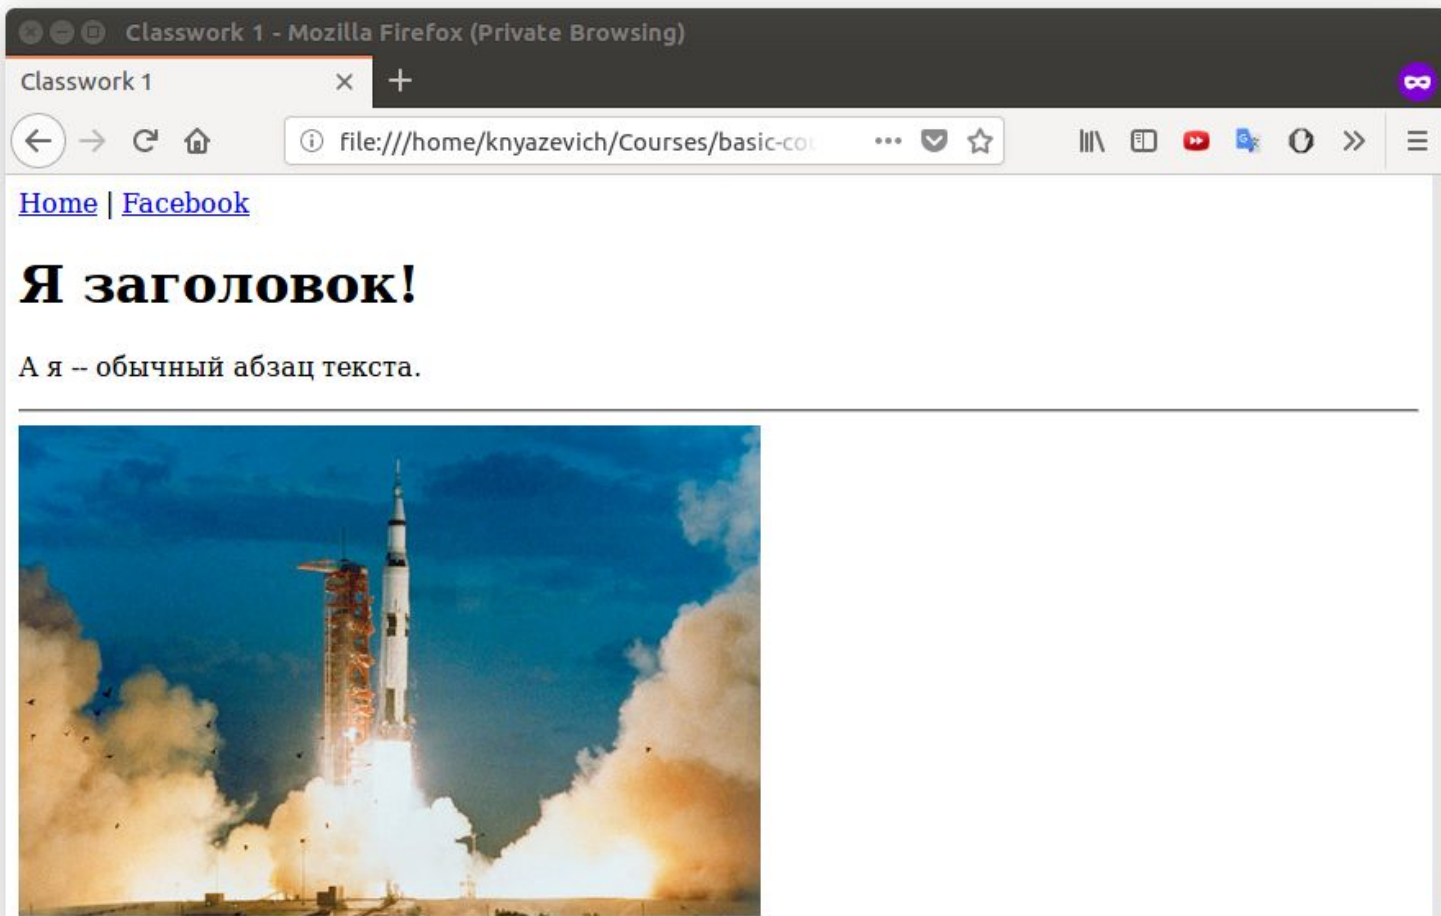 Classwork 1 - Mozilla Firefox (Private Browsing)
Classwork 1
file:///home/knyazevich/Courses/basic-co
Home | Facebook
Я заголовок!
А я -- обычный абзац текста.